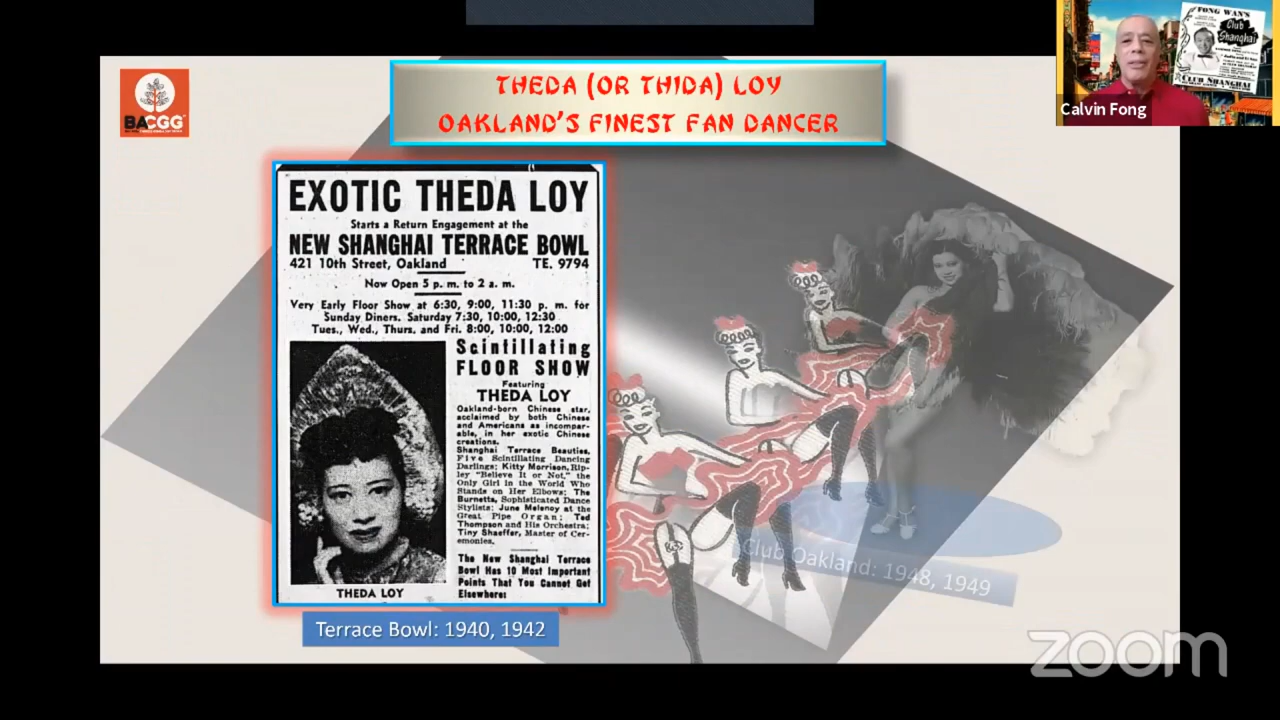 THEDA (OR THIDA) LOY
OAKLAND'S FINEST FAN DANCER
BACGG
EXOTIC THEDA LOY
Starts a Return Engagement at the
NEW SHANGHAI TERRACE BOWL
421 10th Street, Oakland TE. 9794
Now Open 5 p. m. to 2 a. m.
Very Early Floor Show at 6:30, 9:00, 11:30 p. m. for
Sunday Diners. Saturday 7:30, 10:00, 12:30
Tues., Wed., Thurs. and Fri. 8:00, 10:00, 12:00
Scintillating
FLOOR SHOW
Featuring
THEDA LOY
Oakland-born Chinese star,
acclaimed by both Chinese
and Americans as incompar-
able, in her exotic Chinese
creations.
Shanghai Terrace Beauties,
Five Scintillating Dancing
Darlings; Kitty Morrison, Rip-
ley "Believe It or Not," the
Only Girl in the World Who
Stands on Her Elbows; The
Burnetts, Sophisticated Dance
Stylists; June Melenoy at the
Great Pipe Organ; Ted
Thompson and His Orchestra;
Tiny Shaeffer, Master of Cer-
emonies.
The New Shanghai Terrace
Bowl Has 10 Most Important
Points That You Cannot Get
Elsewhere:
THEDA LOY
Terrace Bowl: 1940, 1942
Club Oakland: 1948, 1949
FONG WAN'S
Club
Shanghai
CLUB SHANGHAI
Calvin Fong
zoom